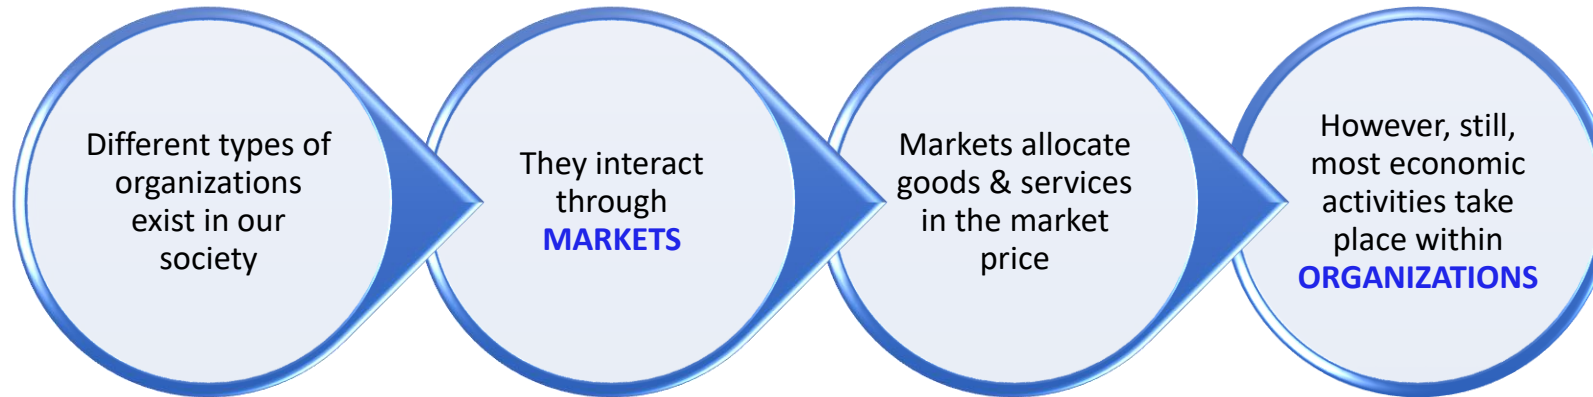 Different types of
organizations
exist in our
society
They interact
through
MARKETS
Markets allocate
goods & services
in the market
price
However, still,
most economic
activities take
place within
ORGANIZATIONS